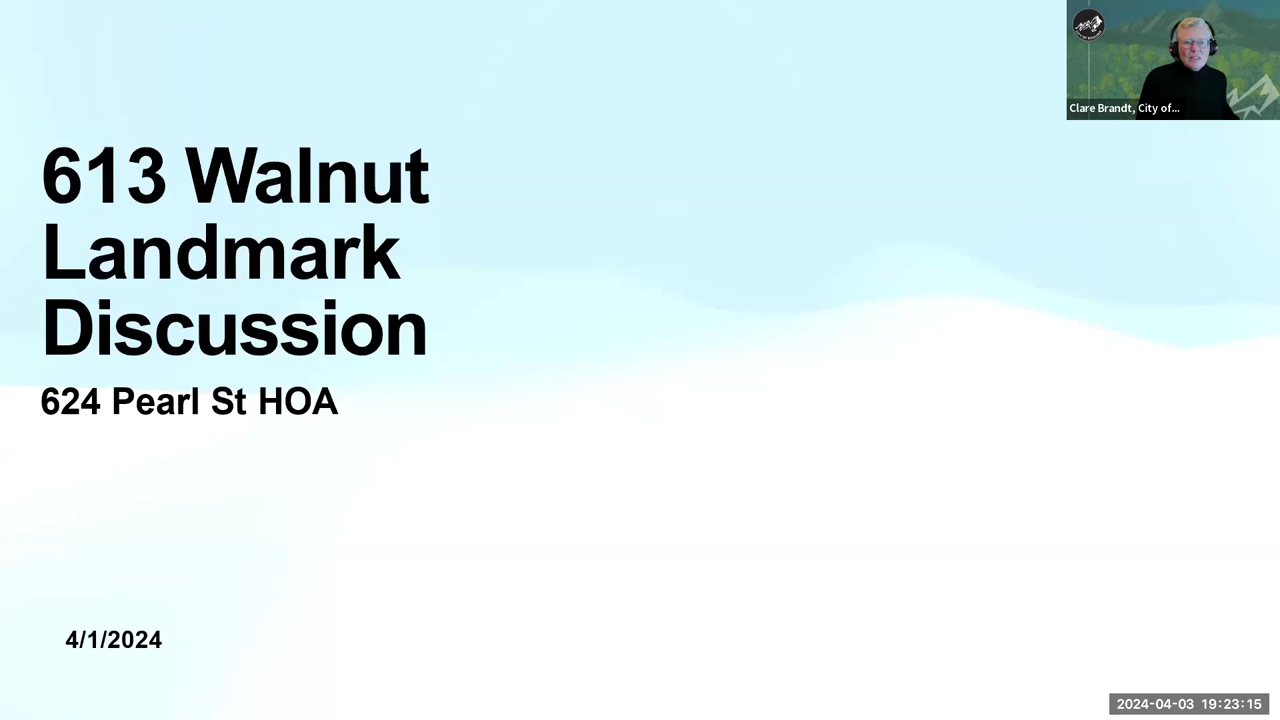 613 Walnut
Landmark
Discussion
624 Pearl St HOA
4/1/2024
Clare Brandt, City of...
2024-04-03 19:23:15